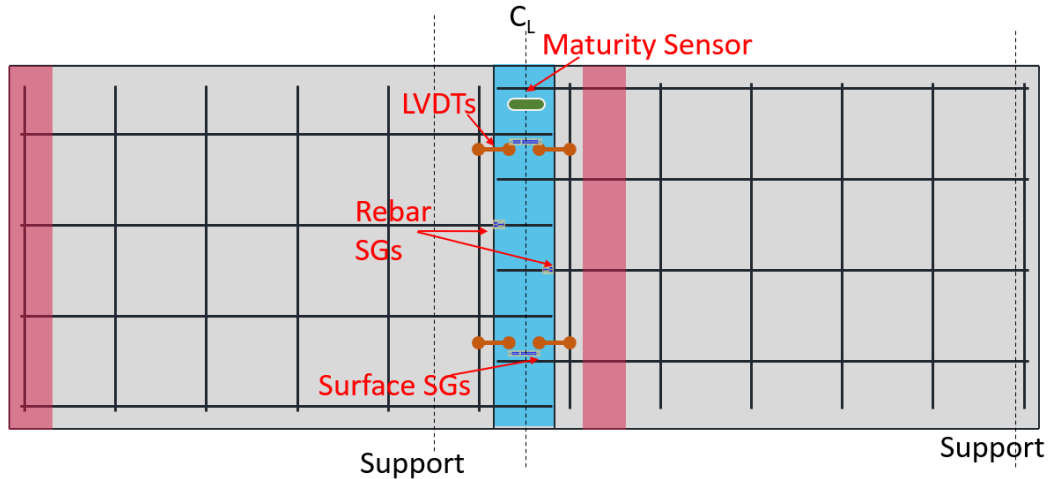 CL
Maturity Sensor
LVDTs
Rebar
SGs
Surface SGs
Support
Support